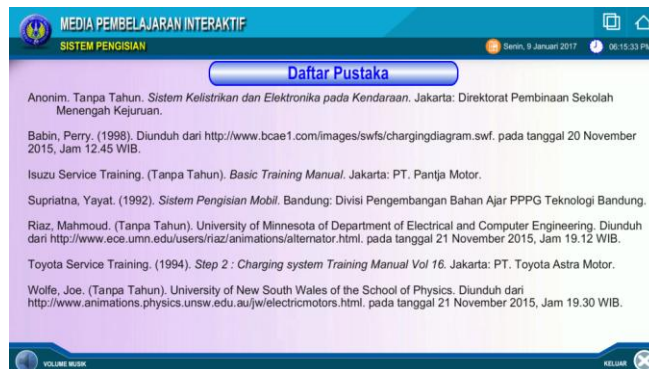 MEDIA PEMBELAJARAN INTERAKTIF
SISTEM PENGISIAN
Senin, 9 Januari 2017
06:15:33 PM
Daftar Pustaka
Anonim. Tanpa Tahun. Sistem Kelistrikan dan Elektronika pada Kendaraan. Jakarta: Direktorat Pembinaan Sekolah
Menengah Kejuruan.
Babin, Perry. (1998). Diunduh dari http://www.bcae1.com/images/swfs/chargingdiagram.swf. pada tanggal 20 November
2015, Jam 12.45 WIB.
Isuzu Service Training. (Tanpa Tahun). Basic Training Manual. Jakarta: PT. Pantja Motor.
Supriatna, Yayat. (1992). Sistem Pengisian Mobil. Bandung: Divisi Pengembangan Bahan Ajar PPPG Teknologi Bandung.
Riaz, Mahmoud. (Tanpa Tahun). University of Minnesota of Department of Electrical and Computer Engineering. Diunduh
dari http://www.ece.umn.edu/users/riaz/animations/alternator.html. pada tanggal 21 November 2015, Jam 19.12 WIB.
Toyota Service Training. (1994). Step 2 : Charging system Training Manual Vol 16. Jakarta: PT. Toyota Astra Motor.
Wolfe, Joe. (Tanpa Tahun). University of New South Wales of the School of Physics. Diunduh dari
http://www.animations.physics.unsw.edu.au/jw/electricmotors.html. pada tanggal 21 November 2015, Jam 19.30 WIB.
VOLUME MUSIK
KELUAR